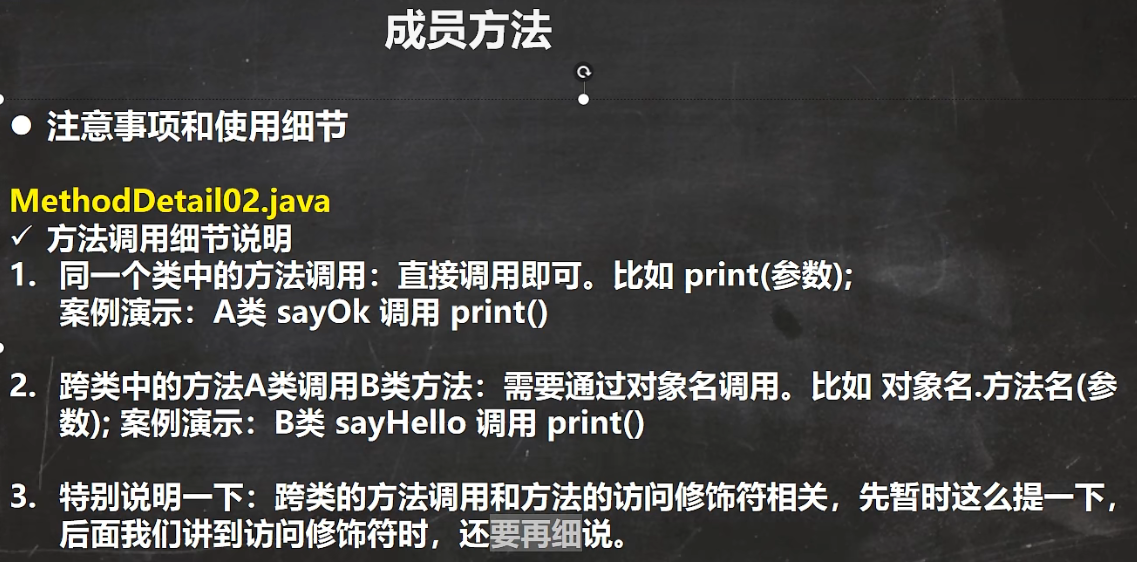 成员方法
● 注意事项和使用细节
MethodDetail02.java
✓ 方法调用细节说明
1. 同一个类中的方法调用：直接调用即可。比如 print(参数);
案例演示：A类 sayOk 调用 print()
2. 跨类中的方法A类调用B类方法：需要通过对象名调用。比如 对象名.方法名(参
数); 案例演示：B类 sayHello 调用 print()
3. 特别说明一下：跨类的方法调用和方法的访问修饰符相关，先暂时这么提一下，
后面我们讲到访问修饰符时，还要再细说。